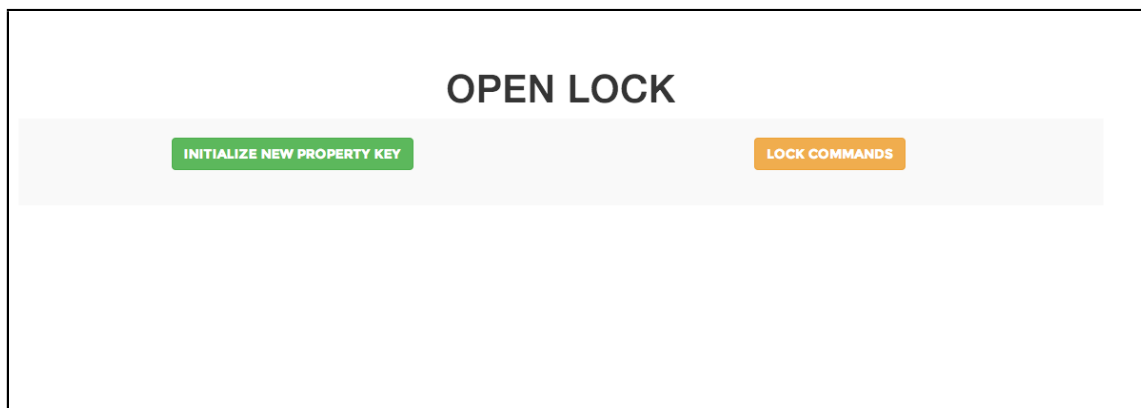 OPEN LOCK
INITIALIZE NEW PROPERTY KEY
LOCK COMMANDS